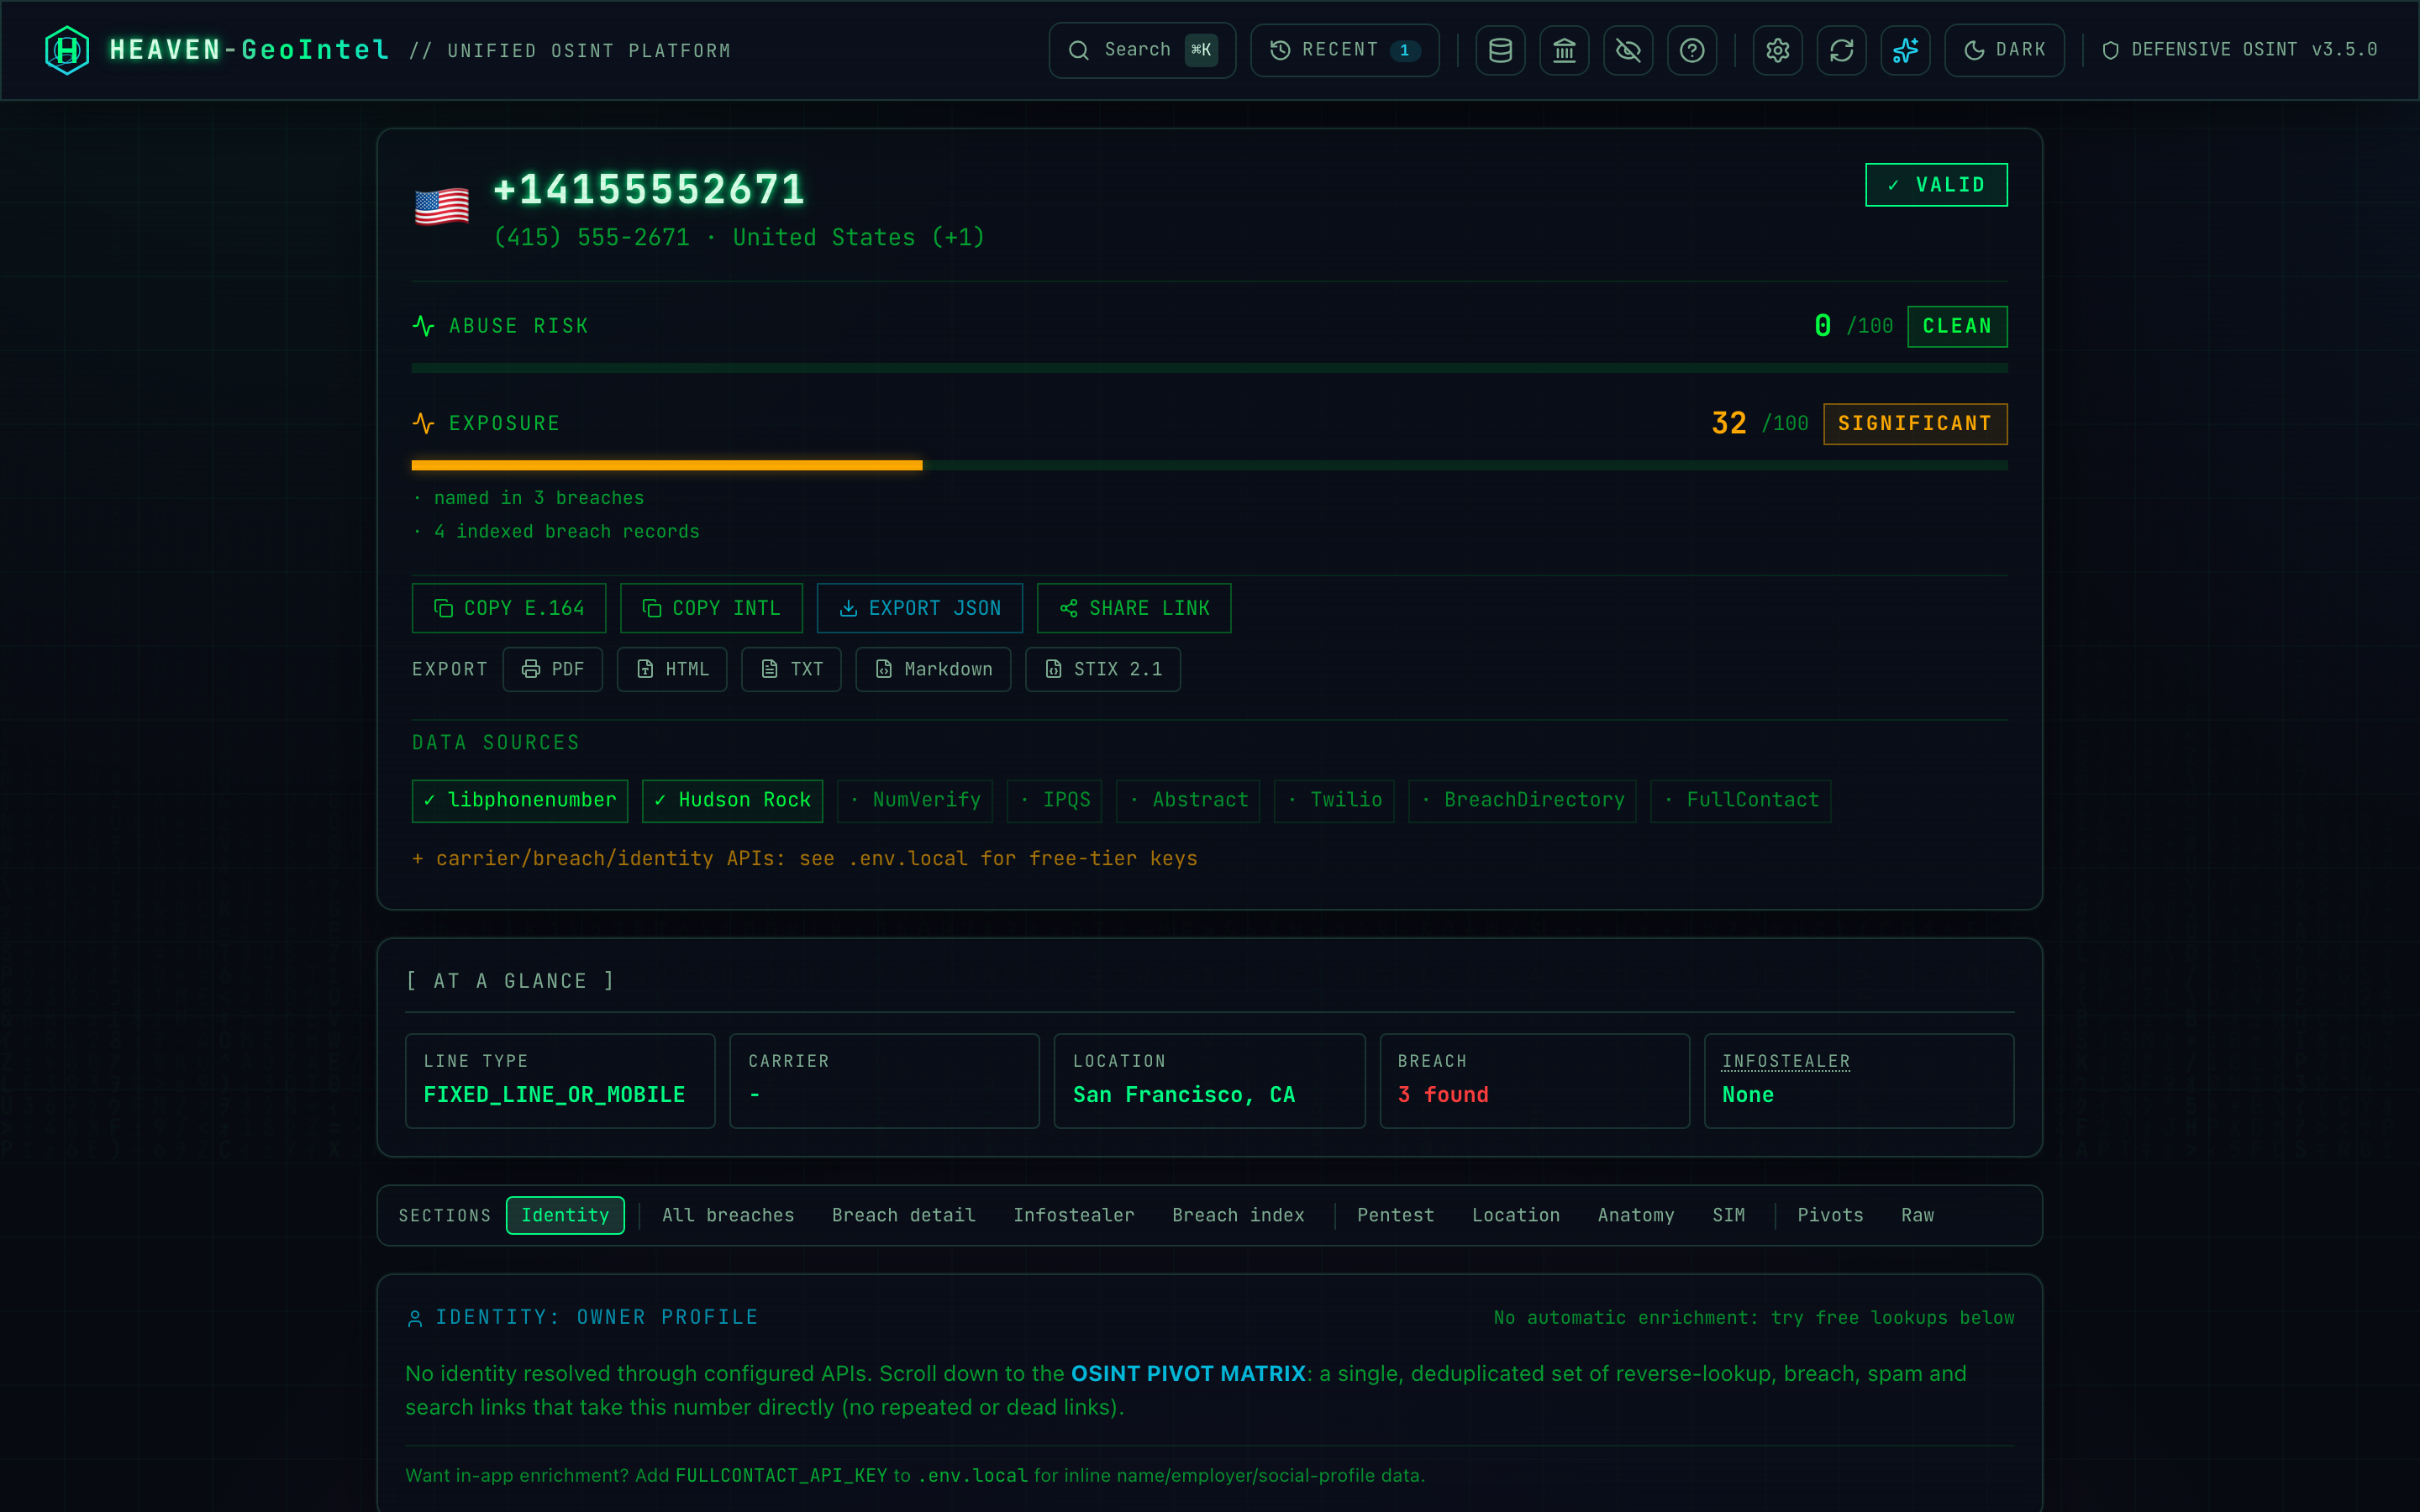 HEAVEN-GeoIntel // UNIFIED OSINT PLATFORM Search ⌘K RECENT 1 DARK DEFENSIVE OSINT v3.5.0
+14155552671 ✓ VALID
(415) 555-2671 · United States (+1)
ABUSE RISK 0 /100 CLEAN
EXPOSURE 32 /100 SIGNIFICANT
· named in 3 breaches
· 4 indexed breach records
COPY E.164 COPY INTL EXPORT JSON SHARE LINK
EXPORT PDF HTML TXT Markdown STIX 2.1
DATA SOURCES
✓ libphonenumber ✓ Hudson Rock · NumVerify · IPQS · Abstract · Twilio · BreachDirectory · FullContact
+ carrier/breach/identity APIs: see .env.local for free-tier keys
[ AT A GLANCE ]
LINE TYPE CARRIER LOCATION BREACH INFOSTEALER
FIXED_LINE_OR_MOBILE - San Francisco, CA 3 found None
SECTIONS Identity All breaches Breach detail Infostealer Breach index Pentest Location Anatomy SIM Pivots Raw
IDENTITY: OWNER PROFILE No automatic enrichment: try free lookups below
No identity resolved through configured APIs. Scroll down to the OSINT PIVOT MATRIX: a single, deduplicated set of reverse-lookup, breach, spam and
search links that take this number directly (no repeated or dead links).
Want in-app enrichment? Add FULLCONTACT_API_KEY to .env.local for inline name/employer/social-profile data.